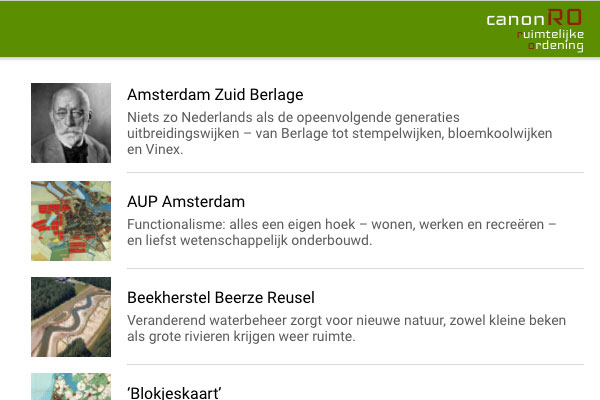 canonRO
ruimtelijke
ordening
Amsterdam Zuid Berlage
Niets zo Nederlands als de opeenvolgende generaties
uitbreidingswijken – van Berlage tot stempelwijken, bloemkoolwijken
en Vinex.
AUP Amsterdam
Functionalisme: alles een eigen hoek – wonen, werken en recreëren –
en liefst wetenschappelijk onderbouwd.
Beekherstel Beerze Reusel
Veranderend waterbeheer zorgt voor nieuwe natuur, zowel kleine beken
als grote rivieren krijgen weer ruimte.
‘Blokjeskaart’